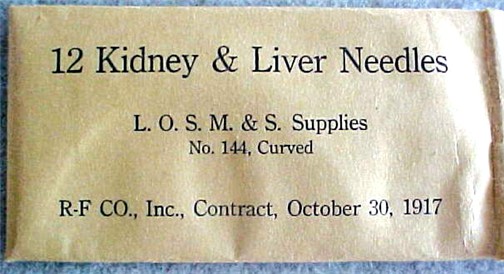 12 Kidney & Liver Needles
L. O. S. M. & S. Supplies
No. 144, Curved
R-F CO., Inc., Contract, October 30, 1917